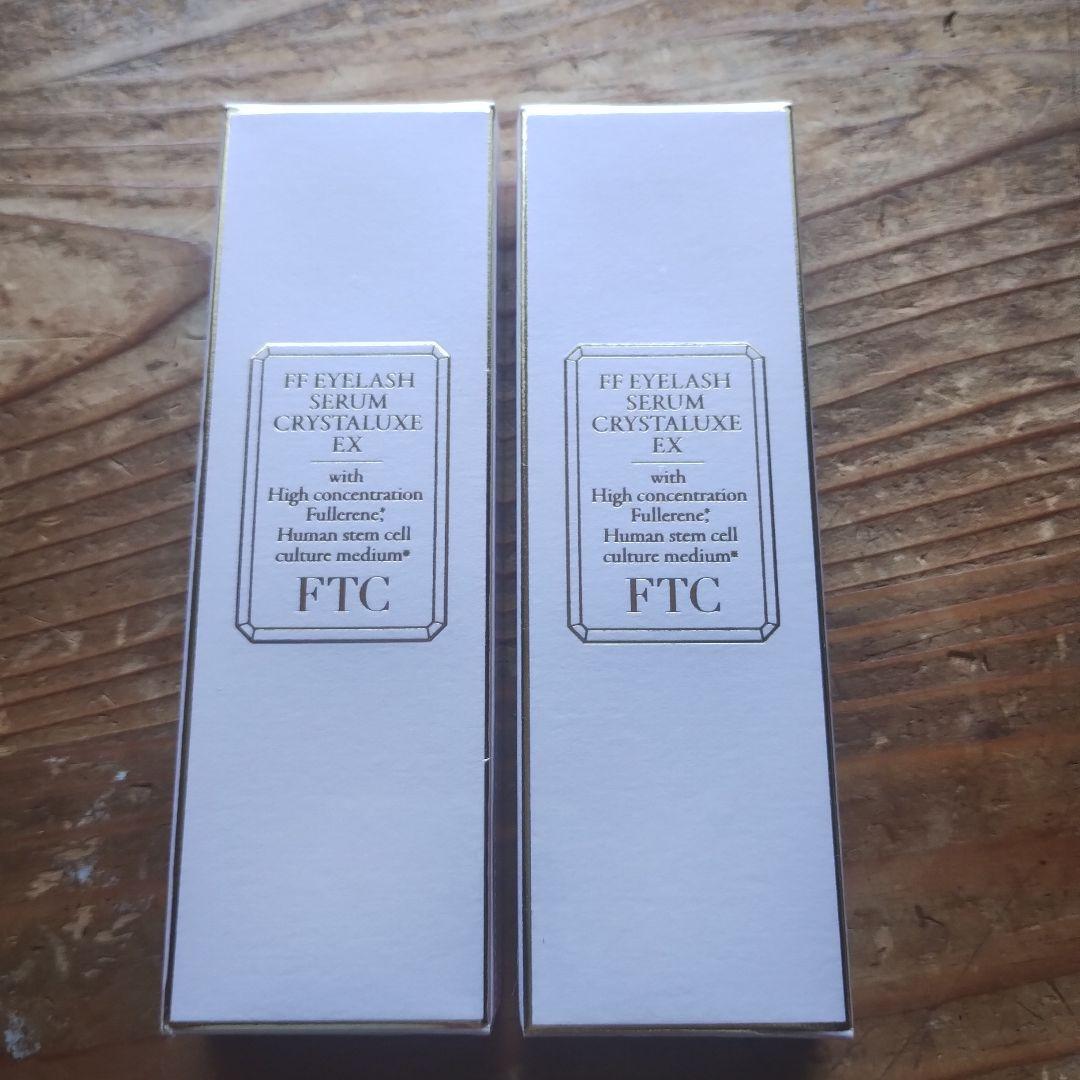 FF EYELASH
SERUM
CRYSTALUXE
EX
with
High concentration
Fullerene*,
Human stem cell
culture medium※
FTC
FF EYELASH
SERUM
CRYSTALUXE
EX
with
High concentration
Fullerene*,
Human stem cell
culture medium※
FTC